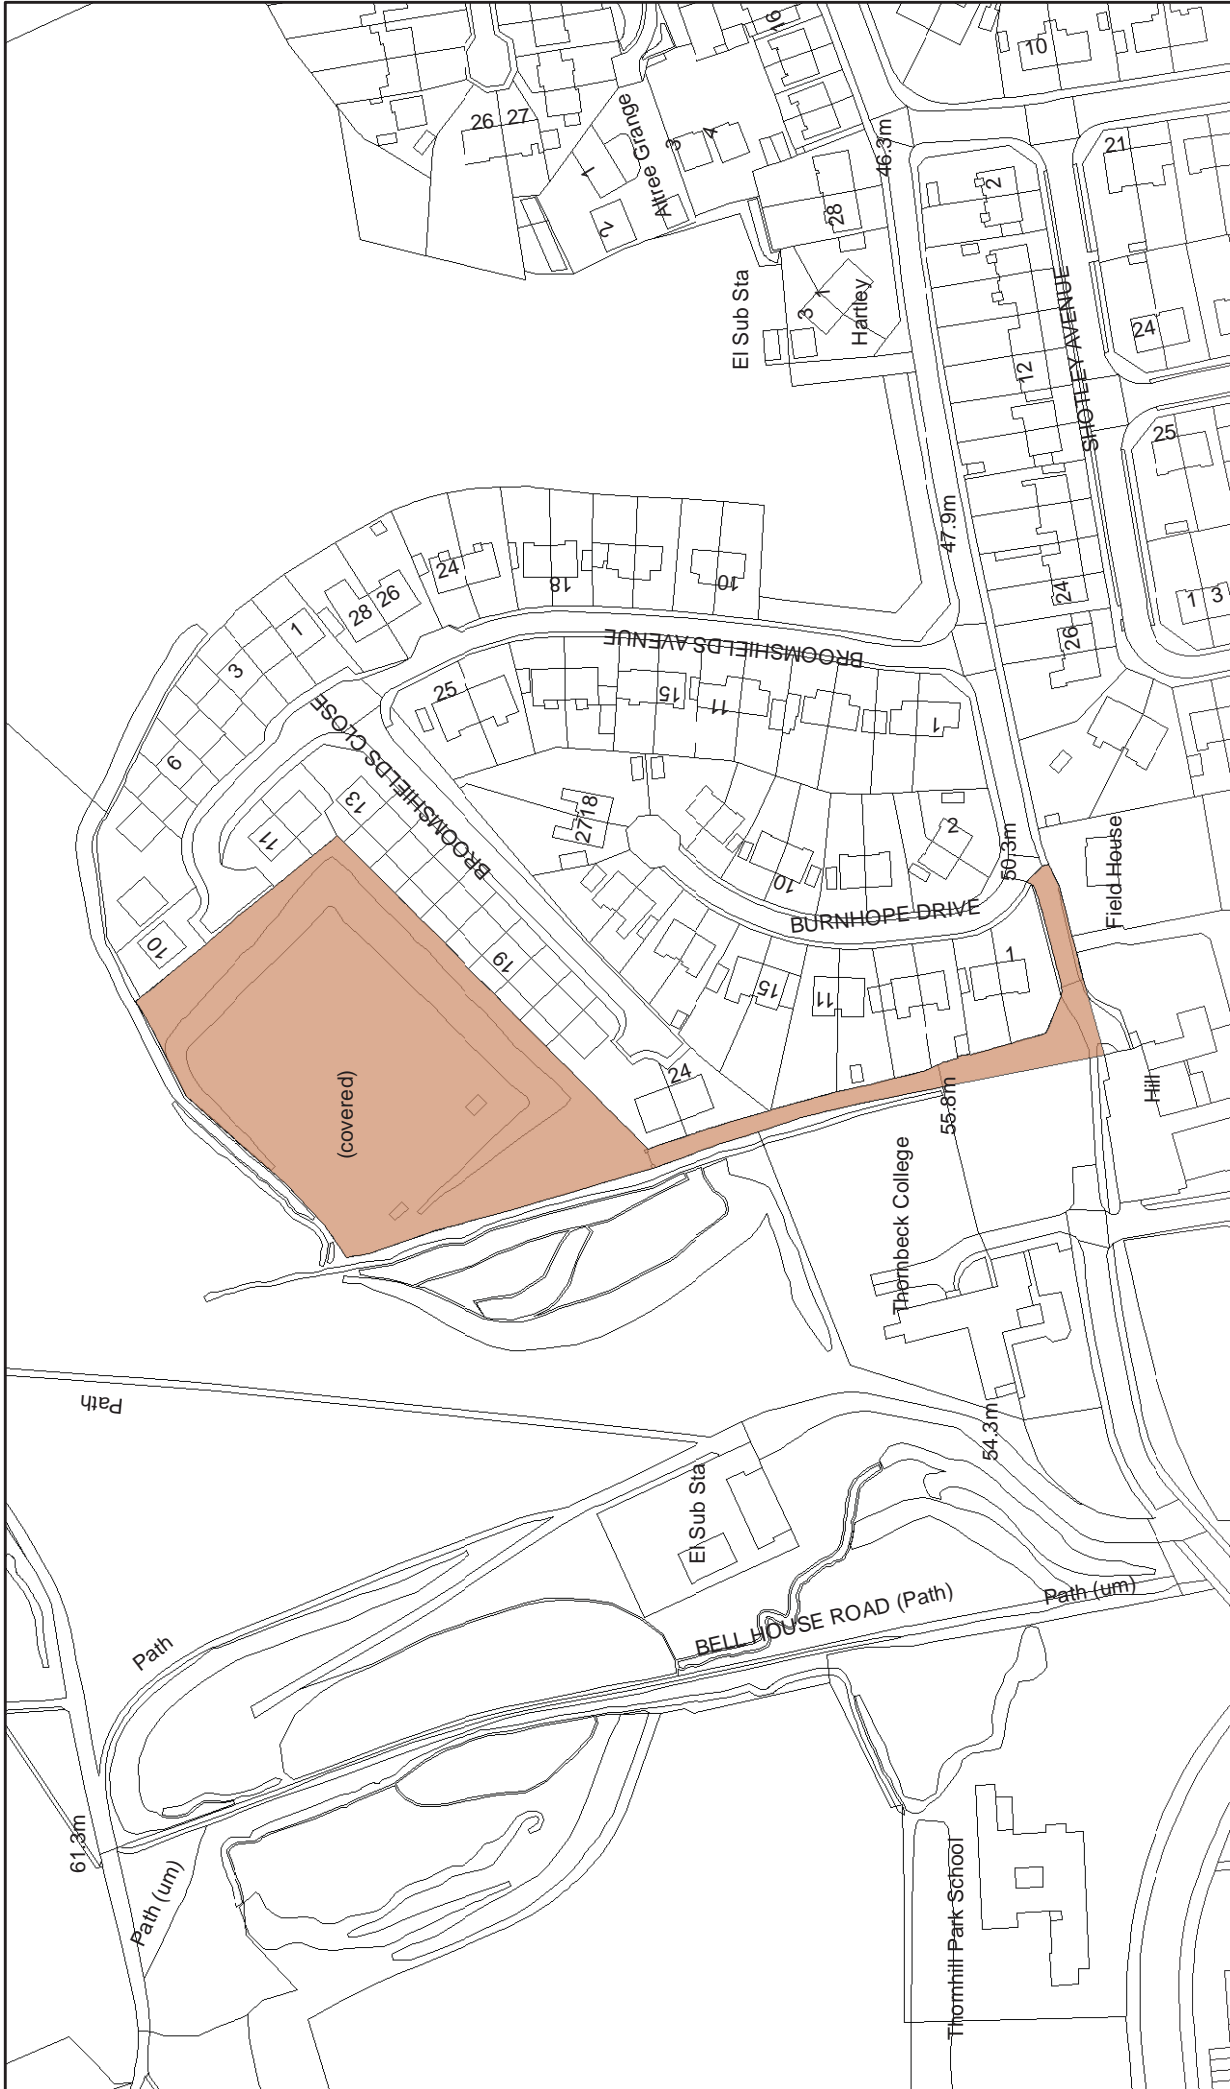 16
10
26
27
1
2
Altree Grange
3
4
46.3m
28
2
21
El Sub Sta
3
1
Hartley
12
SHOTLEY AVENUE
24
25
47.9m
24
26
1
3
10
18
24
26
28
1
3
6
BROOMSHIELDS AVENUE
25
15
11
1
BROOMSHIELDS CLOSE
13
11
10
27
18
10
2
50.3m
Field House
BURNHOPE DRIVE
19
15
11
1
24
(covered)
55.8m
Hill
Thornbeck College
Path
54.3m
El Sub Sta
BELL HOUSE ROAD (Path)
Path (um)
Path
61.3m
Path (um)
Thornhill Park School